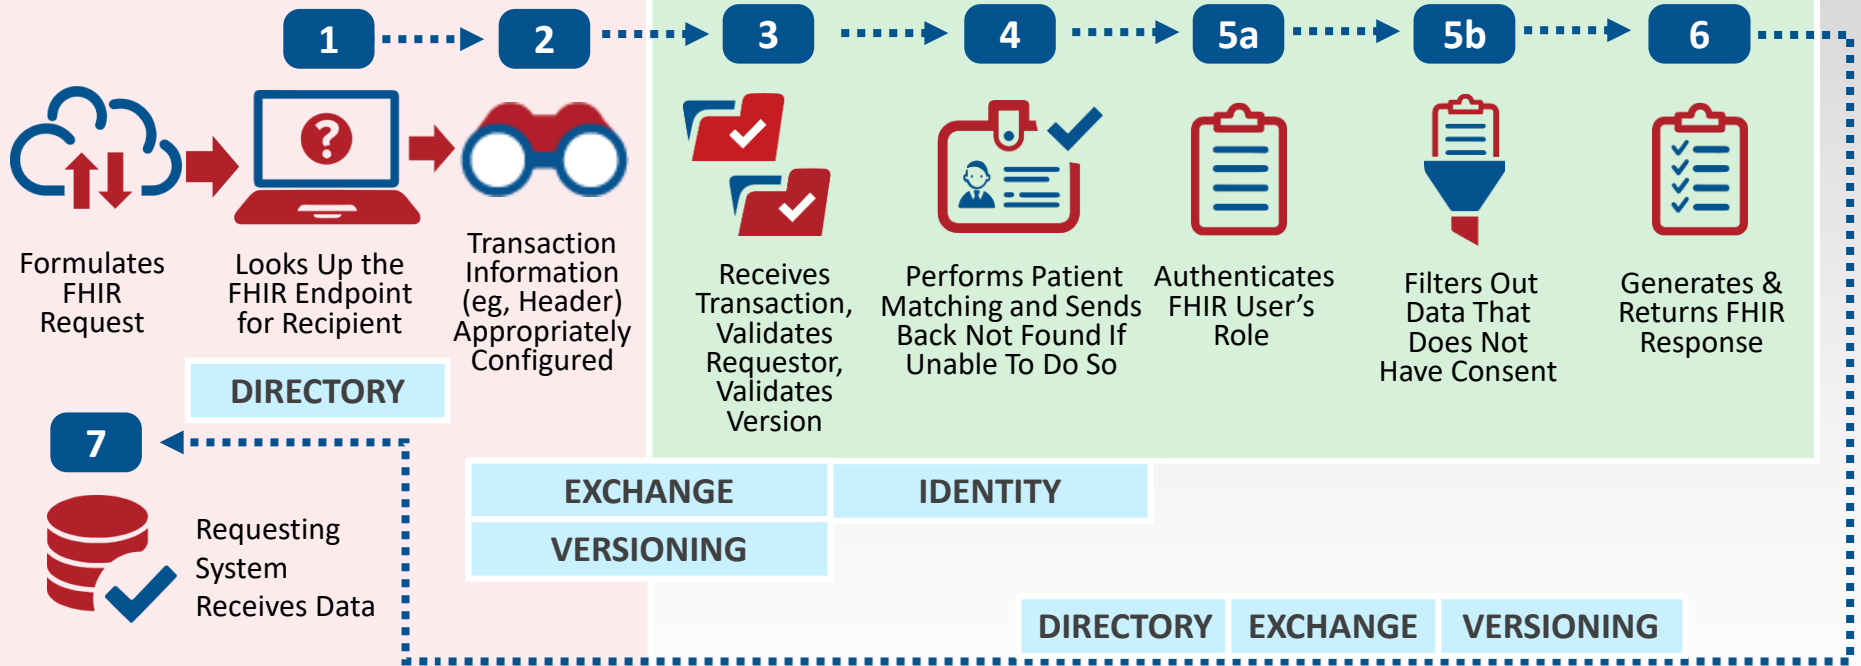 1
2
3
4
5a
5b
6
?
Formulates
FHIR
Request
Looks Up the
FHIR Endpoint
for Recipient
Transaction
Information
(eg, Header)
Appropriately
Configured
Receives
Transaction,
Validates
Requestor,
Validates
Version
Performs Patient
Matching and Sends
Back Not Found If
Unable To Do So
Authenticates
FHIR User’s
Role
Filters Out
Data That
Does Not
Have Consent
Generates &
Returns FHIR
Response
DIRECTORY
7
Requesting
System
Receives Data
EXCHANGE
IDENTITY
VERSIONING
DIRECTORY
EXCHANGE
VERSIONING